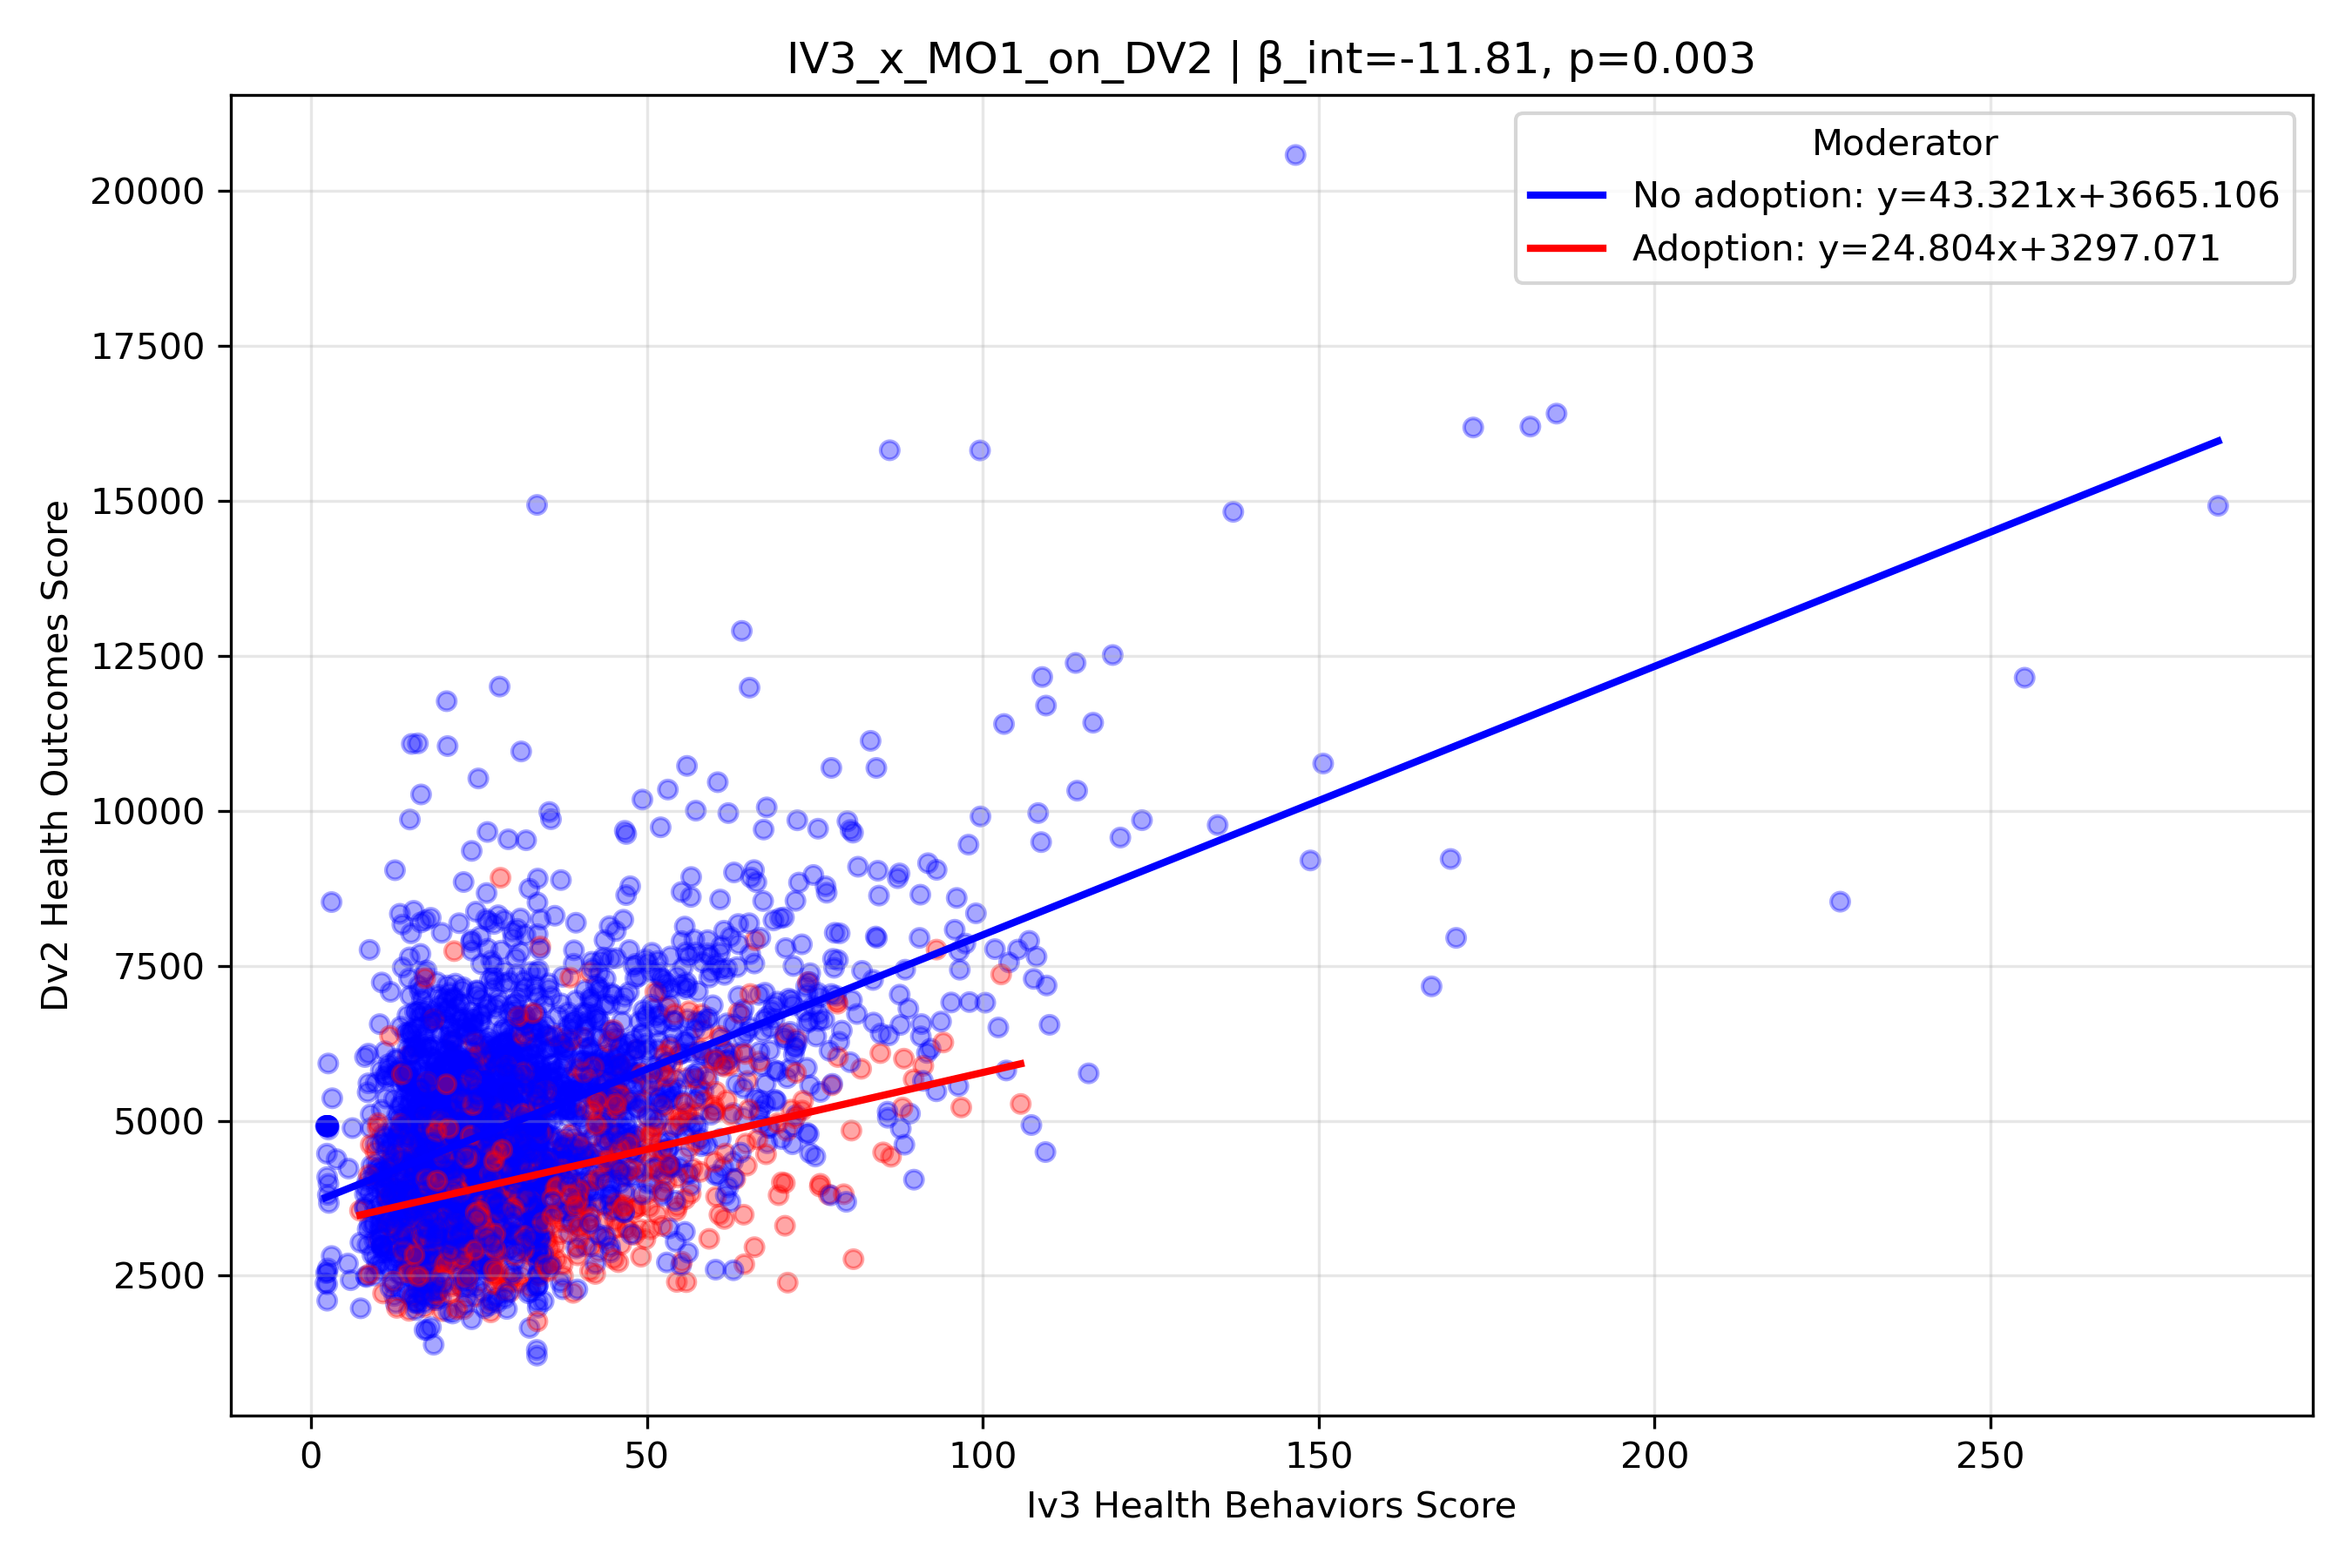 IV3_x_MO1_on_DV2 | β_int=-11.81, p=0.003
Moderator
No adoption: y=43.321x+3665.106
Adoption: y=24.804x+3297.071
Dv2 Health Outcomes Score
20000
17500
15000
12500
10000
7500
5000
2500
0 50 100 150 200 250
Iv3 Health Behaviors Score